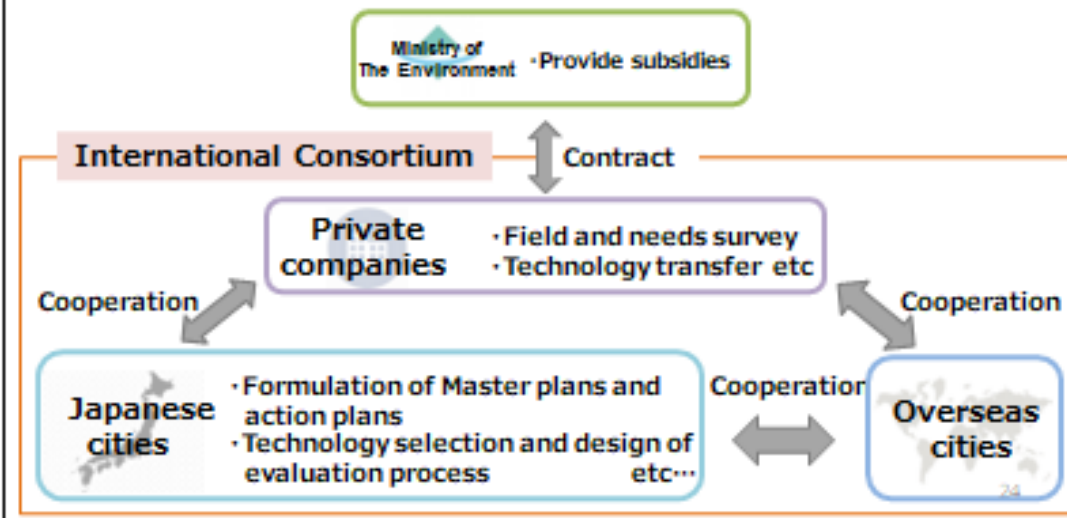 Ministry of
The Environment
・Provide subsidies
International Consortium
Contract
Private
companies
・Field and needs survey
・Technology transfer etc
Cooperation
Cooperation
Japanese
cities
・Formulation of Master plans and
action plans
・Technology selection and design of
evaluation process etc…
Cooperation
Overseas
cities
24